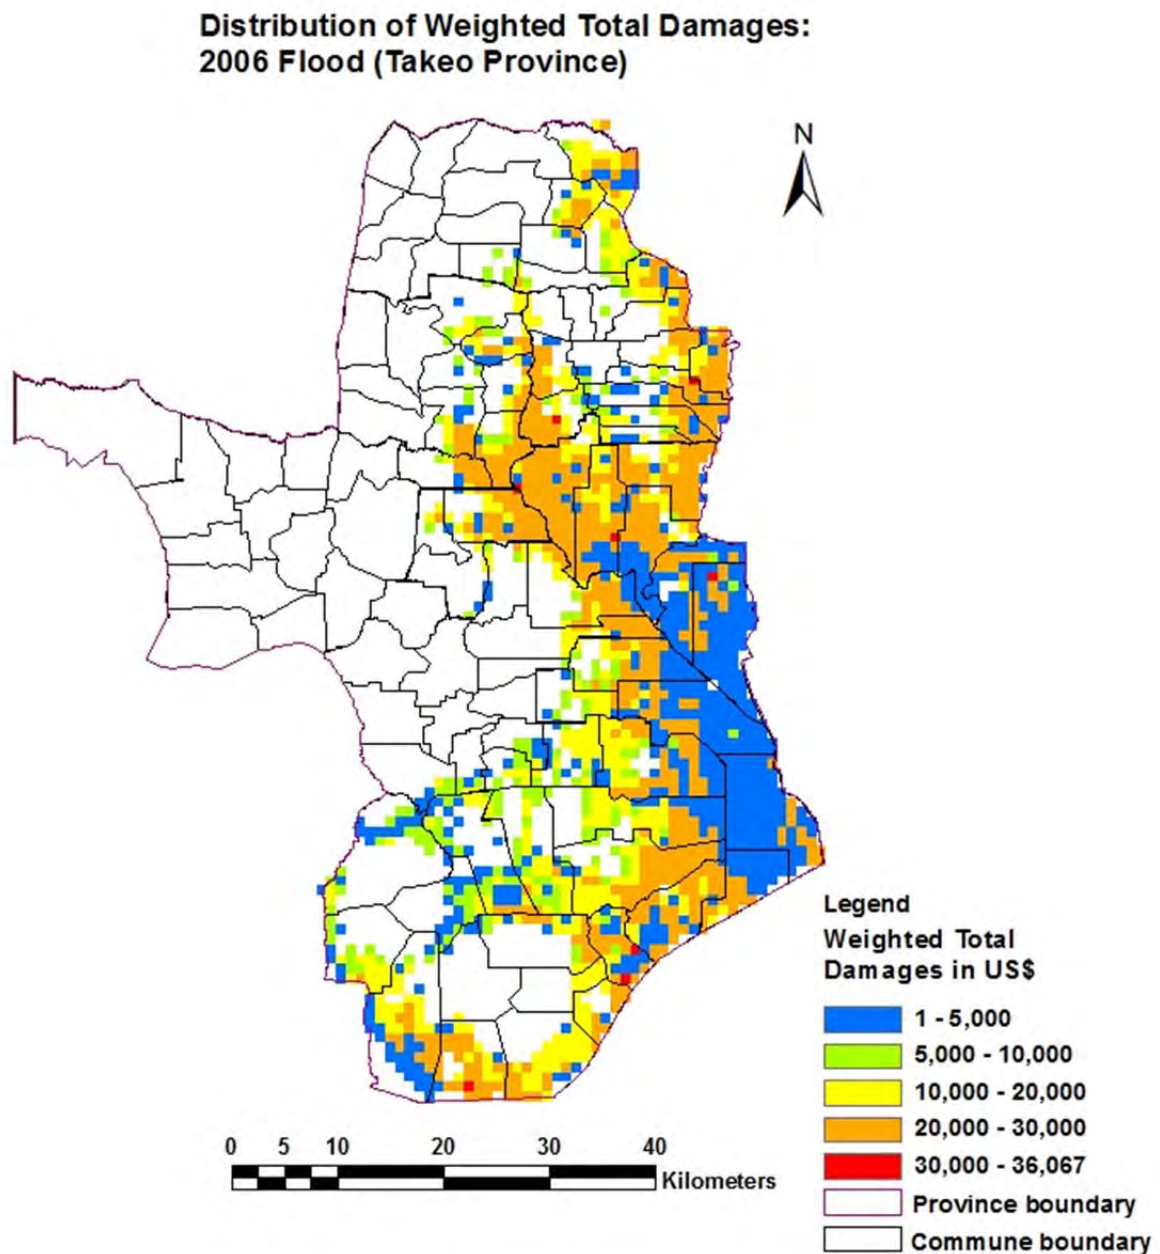 Distribution of Weighted Total Damages:
2006 Flood (Takeo Province)
N
Legend
Weighted Total
Damages in US$
1 - 5,000
5,000 - 10,000
10,000 - 20,000
20,000 - 30,000
30,000 - 36,067
Province boundary
Commune boundary
0 5 10 20 30 40
Kilometers